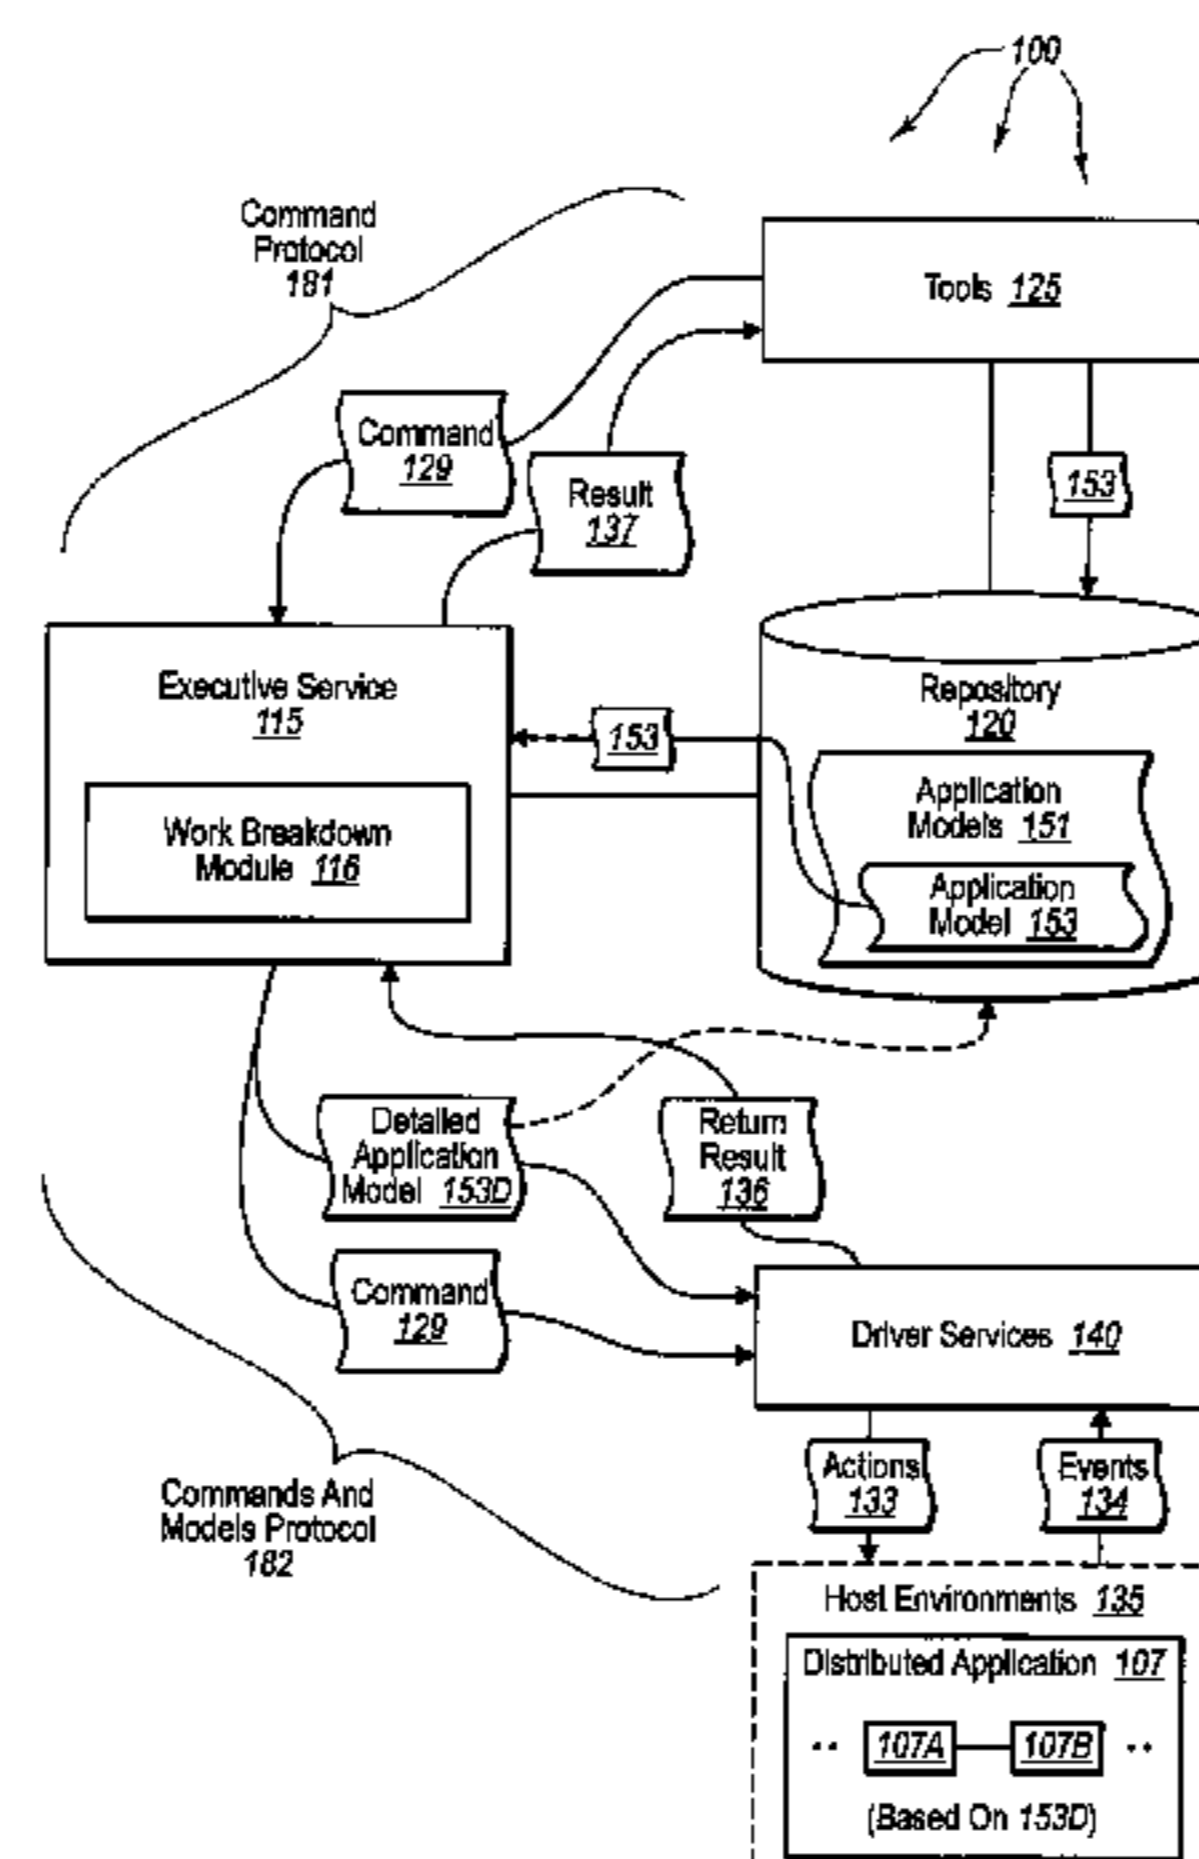 100
Command
Protocol
181
Tools 125
Command
129
Result
137
153
Executive Service
115
Work Breakdown
Module 116
153
Repository
120
Application
Models 151
Application
Model 153
Detailed
Application
Model 153D
Return
Result
136
Command
129
Driver Services 140
Commands And
Models Protocol
182
Actions
133
Events
134
Host Environments 135
Distributed Application 107
.. 107A 107B ..
(Based On 153D)